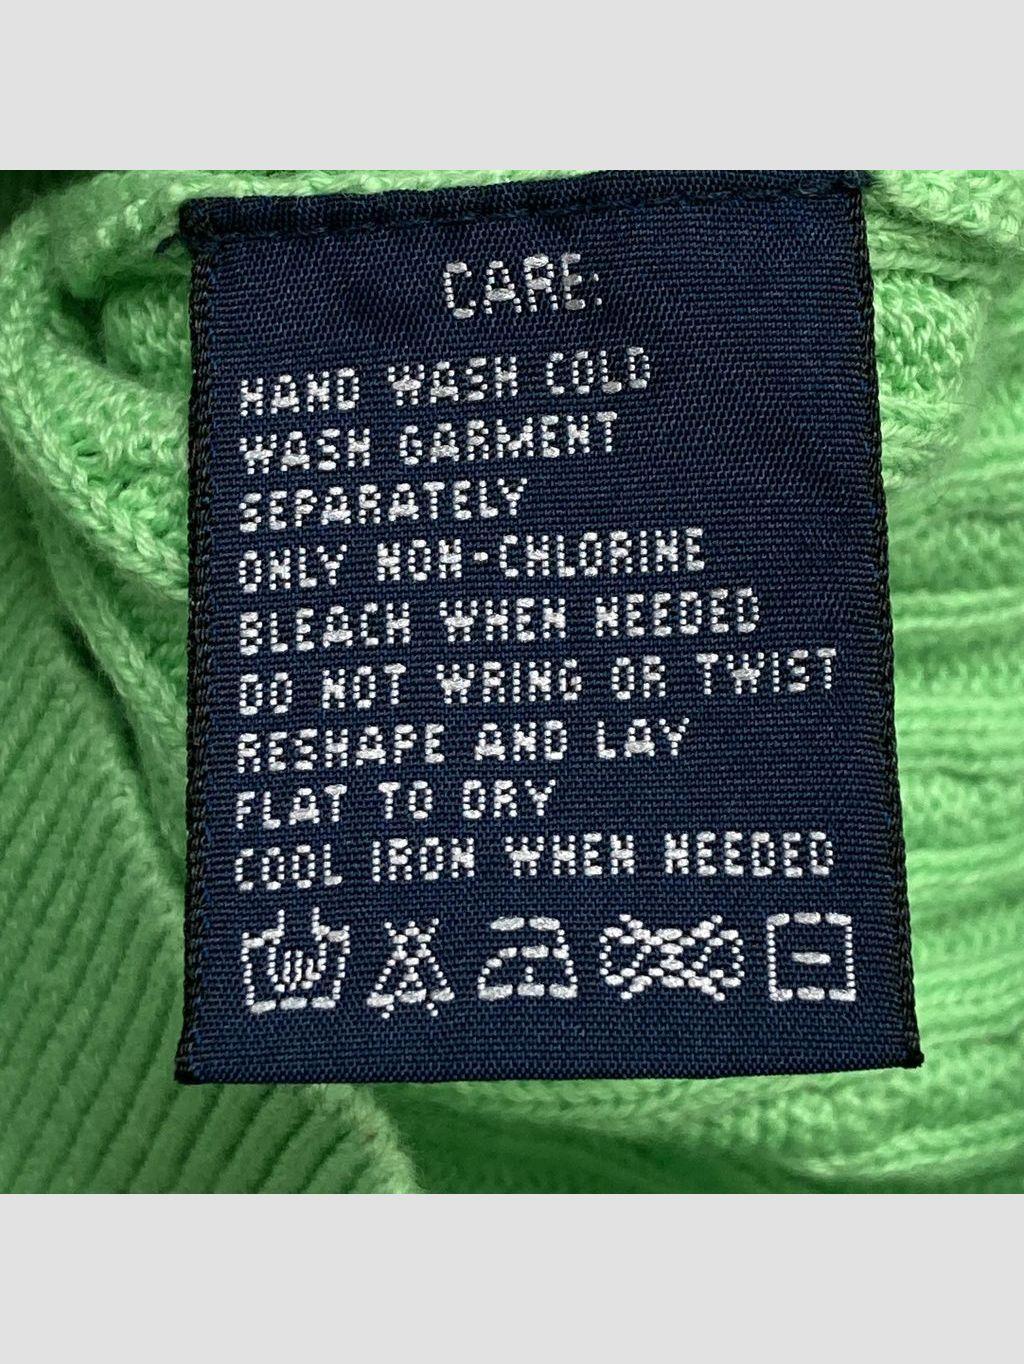 CARE:
HAND WASH COLD
WASH GARMENT
SEPARATELY
ONLY NON-CHLORINE
BLEACH WHEN NEEDED
DO NOT WRING OR TWIST
RESHAPE AND LAY
FLAT TO DRY
COOL IRON WHEN NEEDED